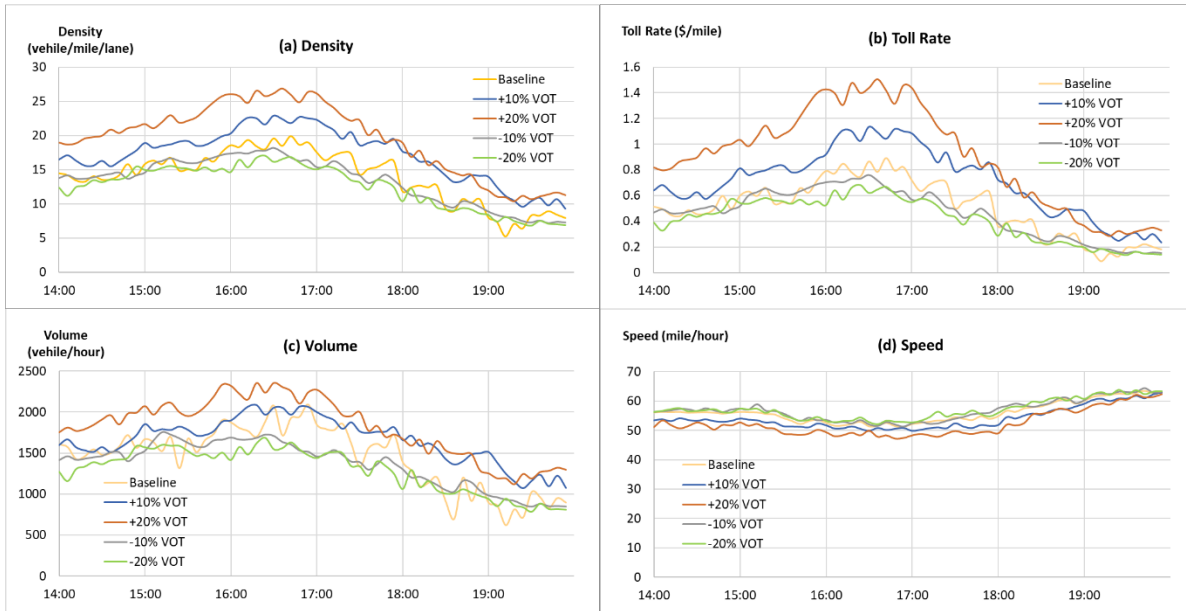 Density
(vehile/mile/lane)
(a) Density
30
25
20
15
10
5
0
14:00 15:00 16:00 17:00 18:00 19:00
Baseline
+10% VOT
+20% VOT
-10% VOT
-20% VOT
Toll Rate ($/mile)
(b) Toll Rate
1.6
1.4
1.2
1
0.8
0.6
0.4
0.2
0
14:00 15:00 16:00 17:00 18:00 19:00
Baseline
+10% VOT
+20% VOT
-10% VOT
-20% VOT
Volume
(vehile/hour)
(c) Volume
2500
2000
1500
1000
500
0
14:00 15:00 16:00 17:00 18:00 19:00
Baseline
+10% VOT
+20% VOT
-10% VOT
-20% VOT
Speed (mile/hour)
(d) Speed
70
60
50
40
30
20
10
0
14:00 15:00 16:00 17:00 18:00 19:00
Baseline
+10% VOT
+20% VOT
-10% VOT
-20% VOT